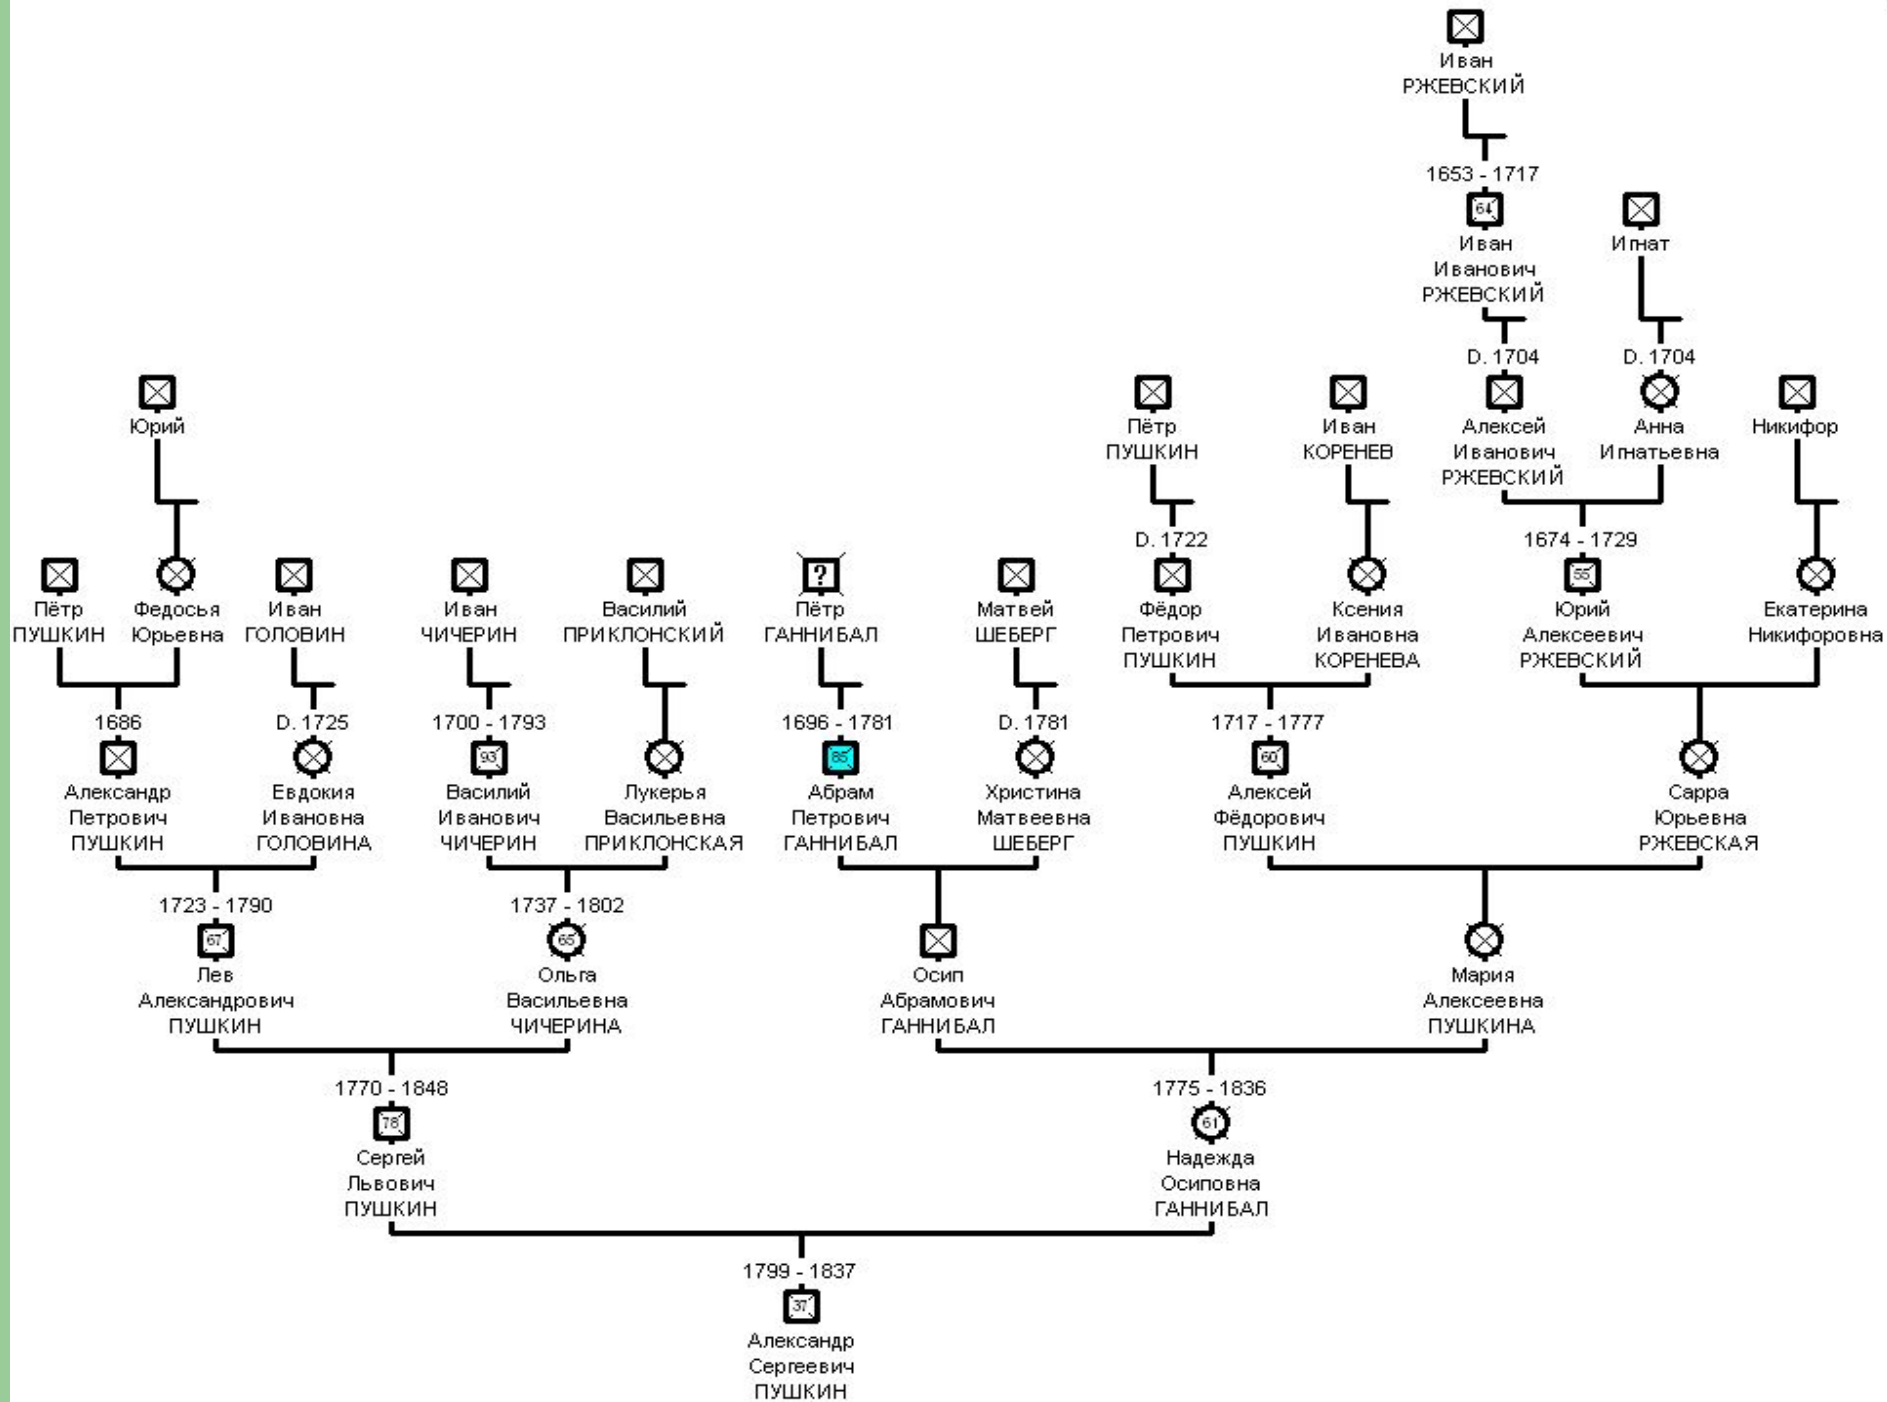 Иван
РЖЕВСКИЙ
1653 - 1717
64
Иван
Иванович
РЖЕВСКИЙ
Игнат
D. 1704
Алексей
Иванович
РЖЕВСКИЙ
D. 1704
Анна
Игнатьевна
Юрий
Пётр
ПУШКИН
Иван
КОРЕНЕВ
Никифор
Пётр
ПУШКИН
Федосья
Юрьевна
Иван
ГОЛОВИН
Иван
ЧИЧЕРИН
Василий
ПРИКЛОНСКИЙ
?
Пётр
ГАННИБАЛ
Матвей
ШЕБЕРГ
D. 1722
Фёдор
Петрович
ПУШКИН
Ксения
Ивановна
КОРЕНЕВА
1674 - 1729
55
Юрий
Алексеевич
РЖЕВСКИЙ
Екатерина
Никифоровна
1686
Александр
Петрович
ПУШКИН
D. 1725
Евдокия
Ивановна
ГОЛОВИНА
1700 - 1793
93
Василий
Иванович
ЧИЧЕРИН
Лукерья
Васильевна
ПРИКЛОНСКАЯ
1696 - 1781
85
Абрам
Петрович
ГАННИБАЛ
D. 1781
Христина
Матвеевна
ШЕБЕРГ
1717 - 1777
60
Алексей
Фёдорович
ПУШКИН
Сарра
Юрьевна
РЖЕВСКАЯ
1723 - 1790
67
Лев
Александрович
ПУШКИН
1737 - 1802
65
Ольга
Васильевна
ЧИЧЕРИНА
Осип
Абрамович
ГАННИБАЛ
Мария
Алексеевна
ПУШКИНА
1770 - 1848
78
Сергей
Львович
ПУШКИН
1775 - 1836
61
Надежда
Осиповна
ГАННИБАЛ
1799 - 1837
37
Александр
Сергеевич
ПУШКИН